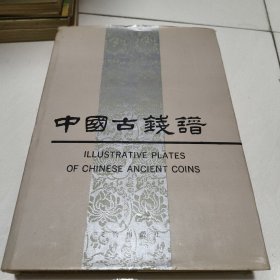 中國古錢譜
ILLUSTRATIVE PLATES
OF CHINESE ANCIENT COINS